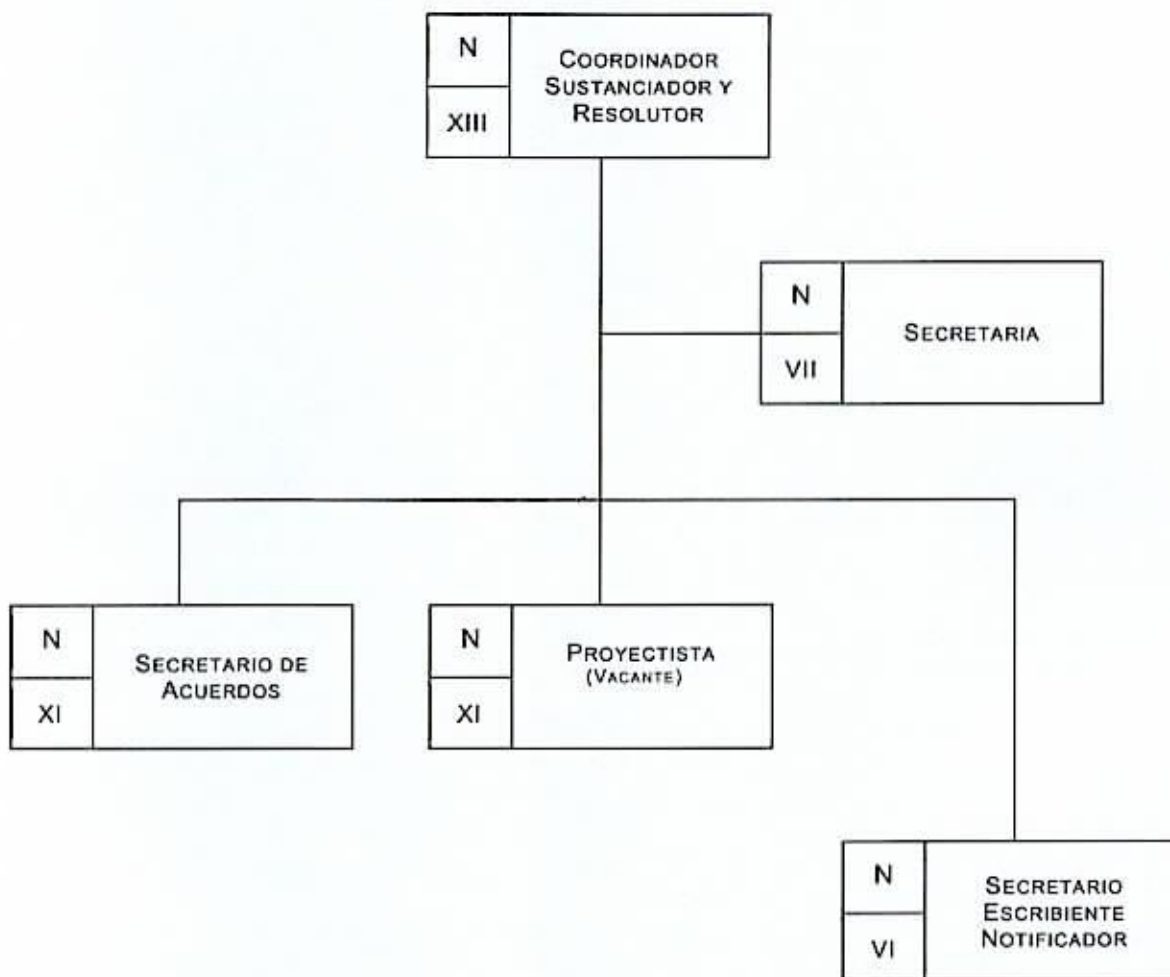 N
XIII
COORDINADOR
SUSTANCIADOR Y
RESOLUTOR
N
VII
SECRETARIA
N
XI
SECRETARIO DE
ACUERDOS
N
XI
PROYECTISTA
(VACANTE)
N
VI
SECRETARIO
ESCRIBIENTE
NOTIFICADOR